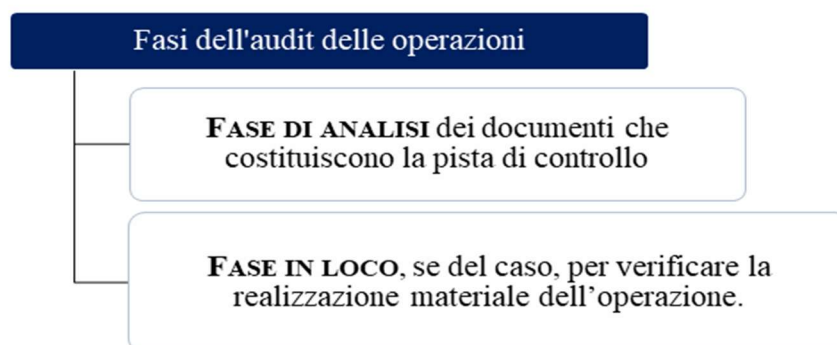 Fasi dell'audit delle operazioni
FASE DI ANALISI dei documenti che
costituiscono la pista di controllo
FASE IN LOCO, se del caso, per verificare la
realizzazione materiale dell’operazione.